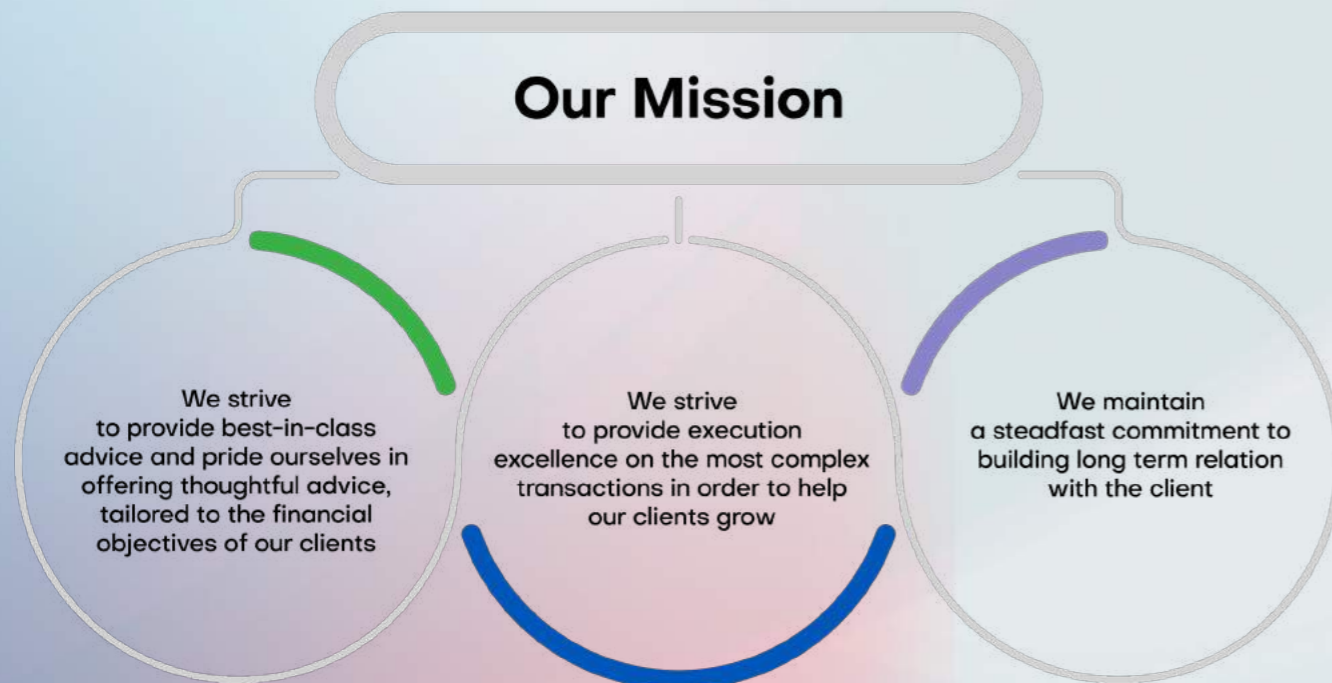 Our Mission
We strive
to provide best-in-class
advice and pride ourselves in
offering thoughtful advice,
tailored to the financial
objectives of our clients
We strive
to provide execution
excellence on the most complex
transactions in order to help
our clients grow
We maintain
a steadfast commitment to
building long term relation
with the client